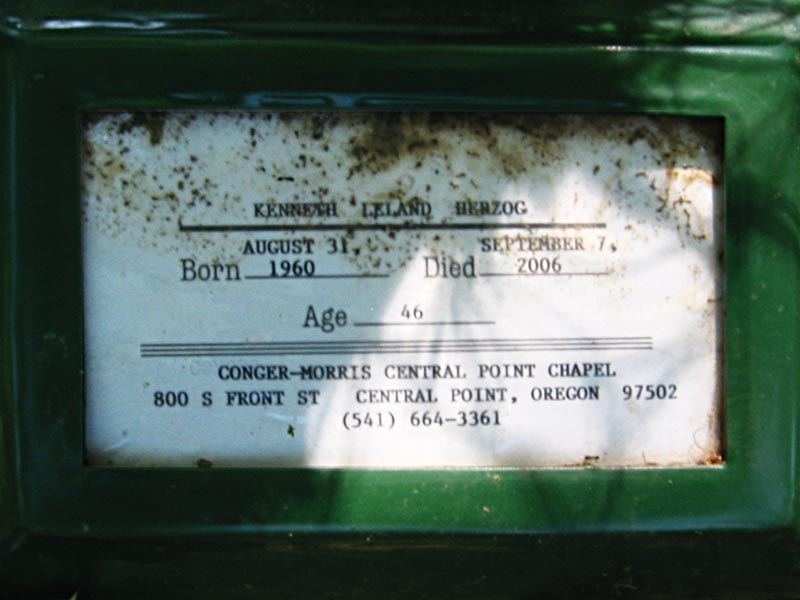 KENNETH LELAND HERZOG
AUGUST 31, SEPTEMBER 7,
Born 1960 Died 2006
Age 46
CONGER-MORRIS CENTRAL POINT CHAPEL
800 S FRONT ST CENTRAL POINT, OREGON 97502
(541) 664-3361